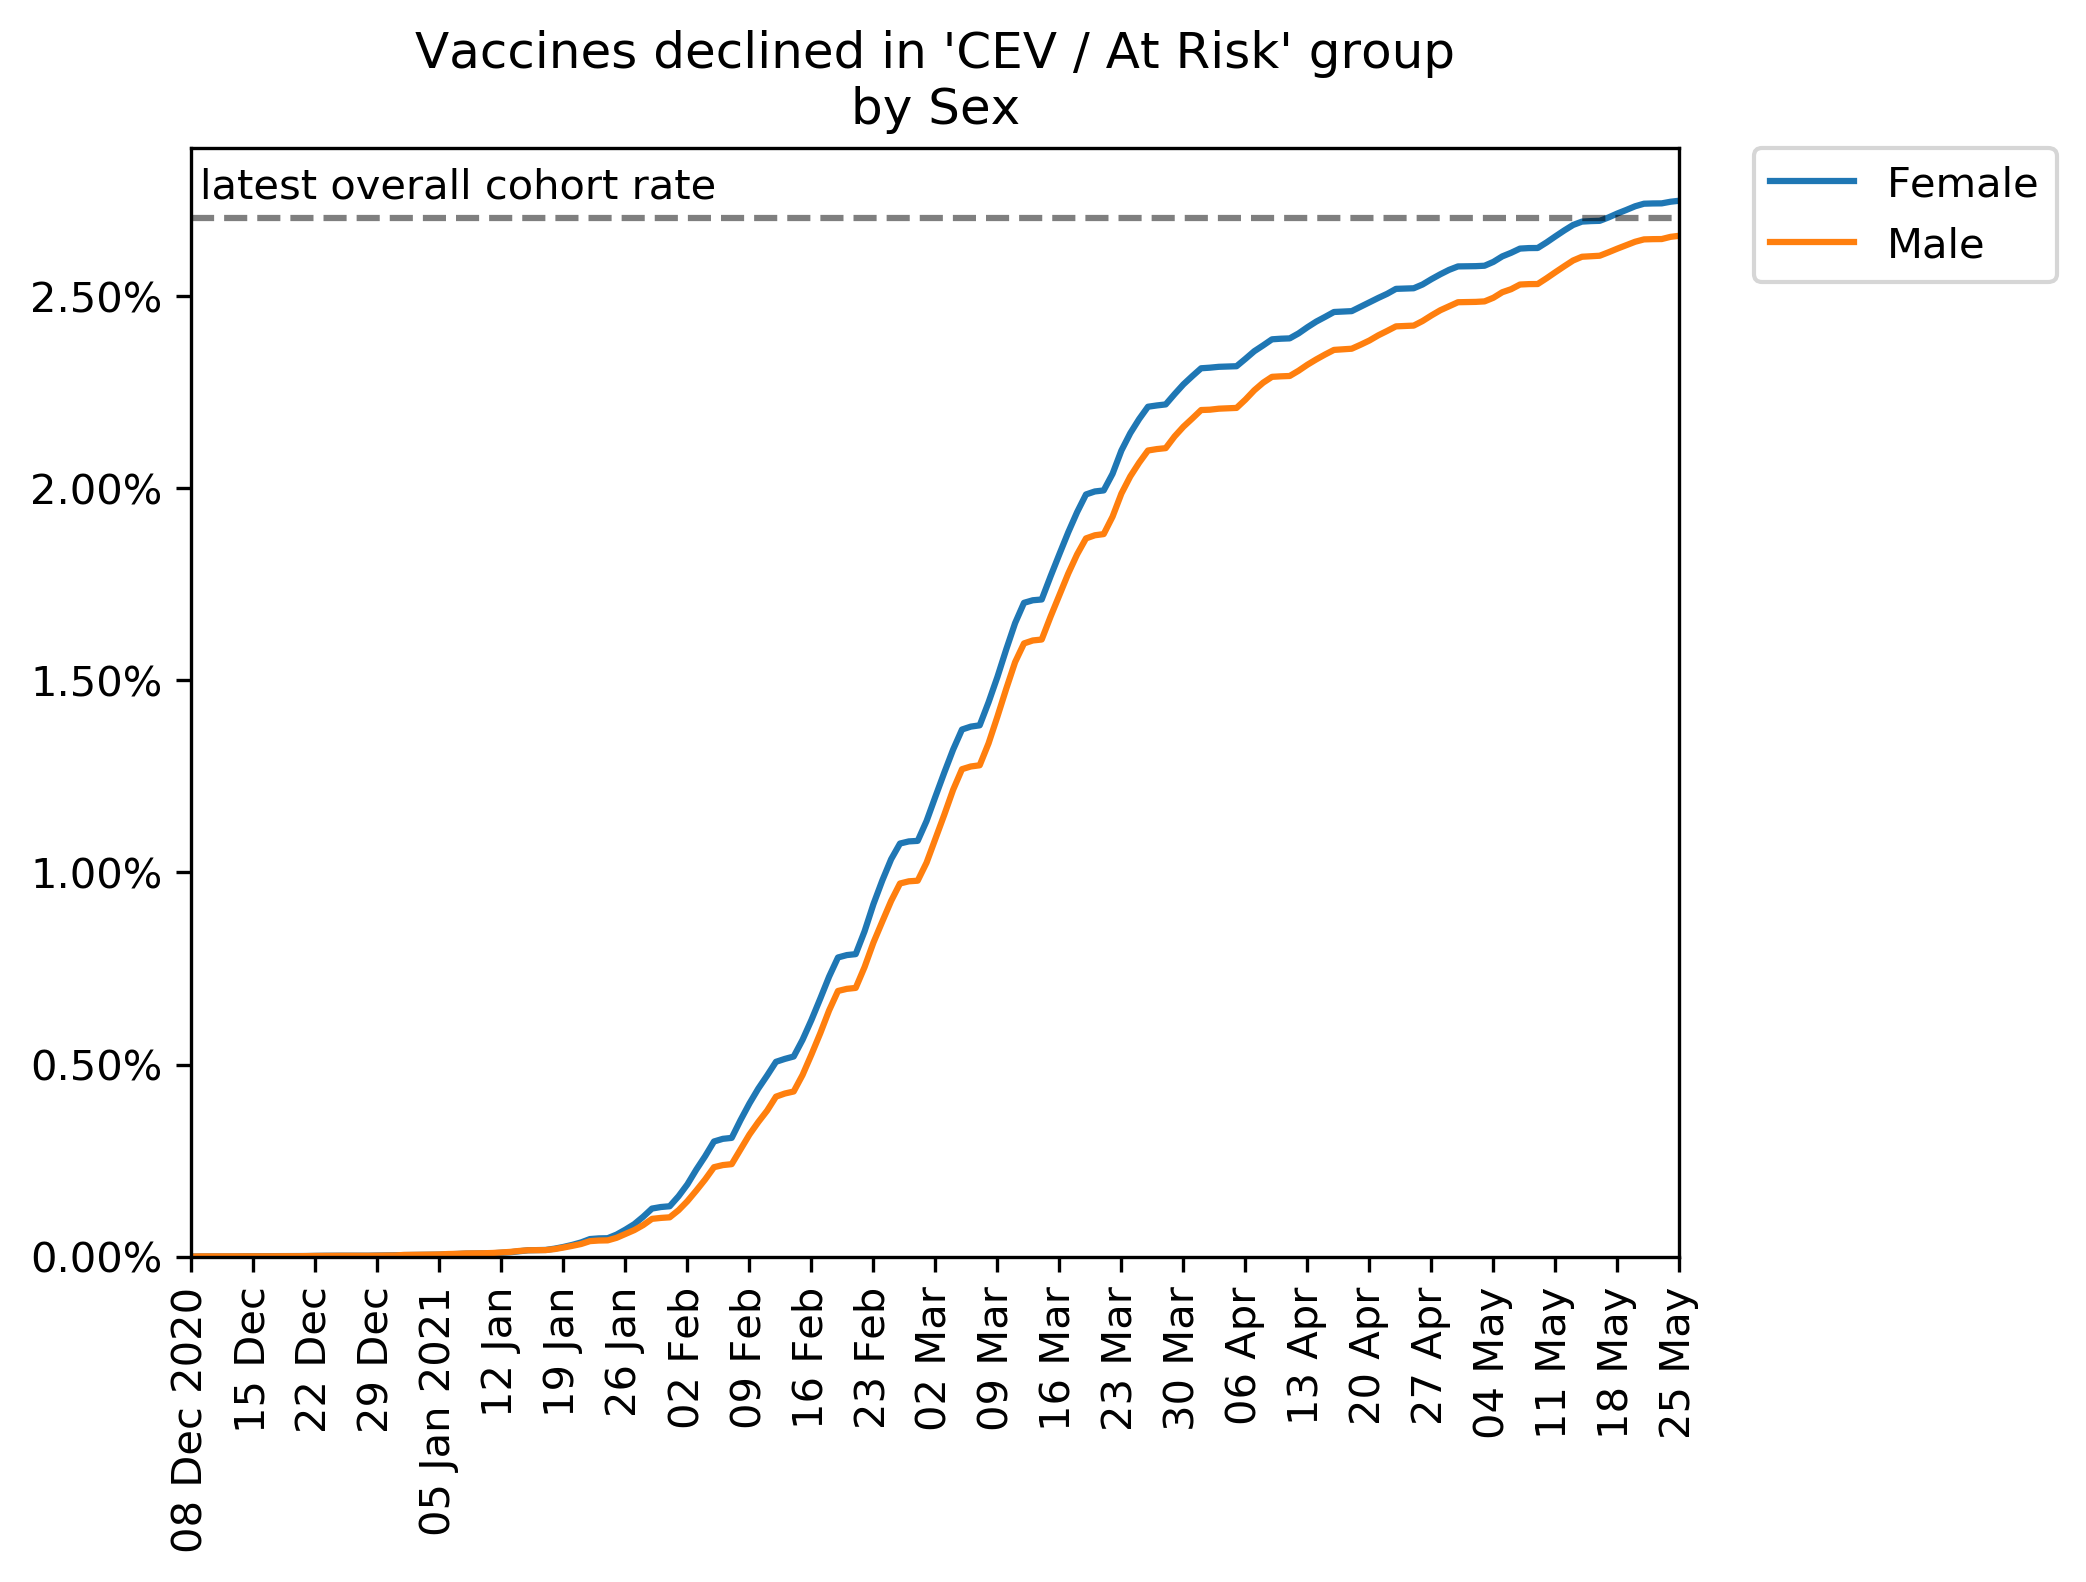 Vaccines declined in 'CEV / At Risk' group
by Sex
latest overall cohort rate
Female
Male
2.50%
2.00%
1.50%
1.00%
0.50%
0.00%
08 Dec 2020
15 Dec
22 Dec
29 Dec
05 Jan 2021
12 Jan
19 Jan
26 Jan
02 Feb
09 Feb
16 Feb
23 Feb
02 Mar
09 Mar
16 Mar
23 Mar
30 Mar
06 Apr
13 Apr
20 Apr
27 Apr
04 May
11 May
18 May
25 May